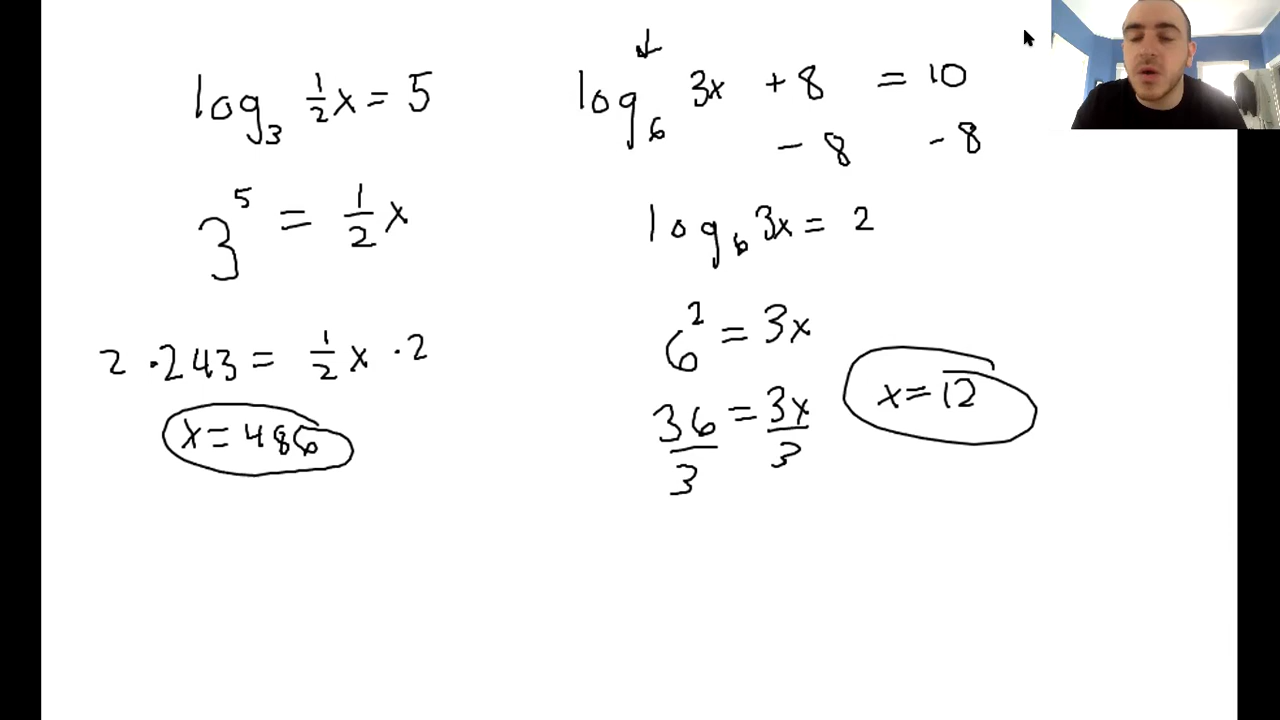 log₃ ½x = 5
3⁵ = ½x
2 · 243 = ½x · 2
x = 486
log₆ 3x + 8 = 10
- 8 - 8
log₆ 3x = 2
6² = 3x
36/3 = 3x/3
x = 12